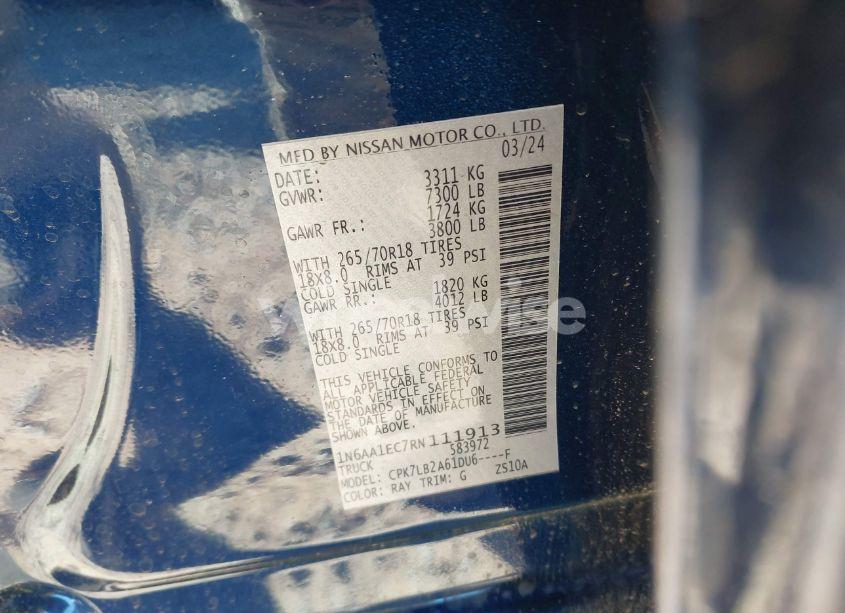 MFD BY NISSAN MOTOR CO., LTD.
DATE: 03/24
GVWR: 3311 KG
7300 LB
GAWR FR.: 1724 KG
3800 LB
WITH 265/70R18 TIRES
18X8.0 RIMS AT 39 PSI
COLD SINGLE
GAWR RR.: 1820 KG
4012 LB
WITH 265/70R18 TIRES
18X8.0 RIMS AT 39 PSI
COLD SINGLE
THIS VEHICLE CONFORMS TO
ALL APPLICABLE FEDERAL
MOTOR VEHICLE SAFETY
STANDARDS IN EFFECT ON
THE DATE OF MANUFACTURE
SHOWN ABOVE.
1N6AA1EC7RN111913
TRUCK 583972
MODEL: CPK7LB2A61DU6----F
COLOR: RAY TRIM: G ZS10A